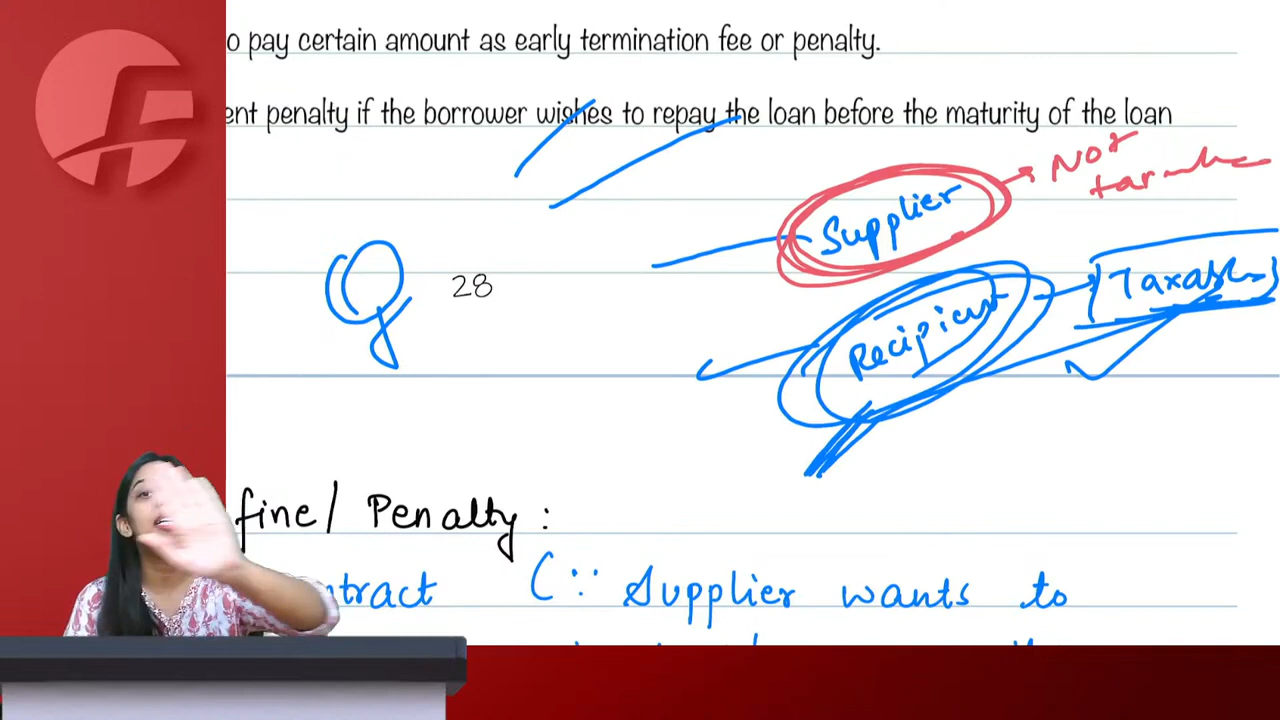 o pay certain amount as early termination fee or penalty.
ent penalty if the borrower wishes to repay the loan before the maturity of the loan
Not
Supplier
Q 28
Taxable
Recipient
fine/ Penalty :
ntract (∵ Supplier wants to